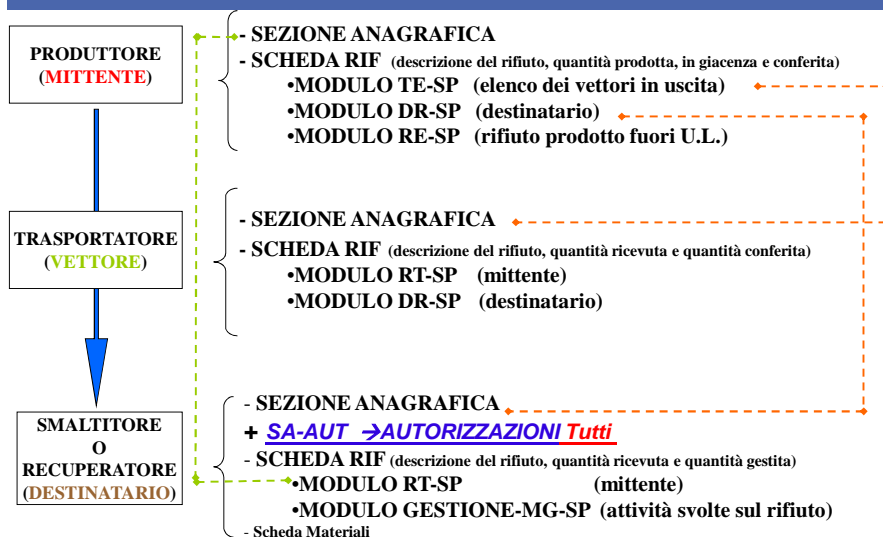 PRODUTTORE
(MITTENTE)
- SEZIONE ANAGRAFICA
- SCHEDA RIF (descrizione del rifiuto, quantità prodotta, in giacenza e conferita)
•MODULO TE-SP (elenco dei vettori in uscita)
•MODULO DR-SP (destinatario)
•MODULO RE-SP (rifiuto prodotto fuori U.L.)
TRASPORTATORE
(VETTORE)
- SEZIONE ANAGRAFICA
- SCHEDA RIF (descrizione del rifiuto, quantità ricevuta e quantità conferita)
•MODULO RT-SP (mittente)
•MODULO DR-SP (destinatario)
SMALTITORE
O
RECUPERATORE
(DESTINATARIO)
- SEZIONE ANAGRAFICA
+ SA-AUT →AUTORIZZAZIONI Tutti
- SCHEDA RIF (descrizione del rifiuto, quantità ricevuta e quantità gestita)
•MODULO RT-SP (mittente)
•MODULO GESTIONE-MG-SP (attività svolte sul rifiuto)
- Scheda Materiali